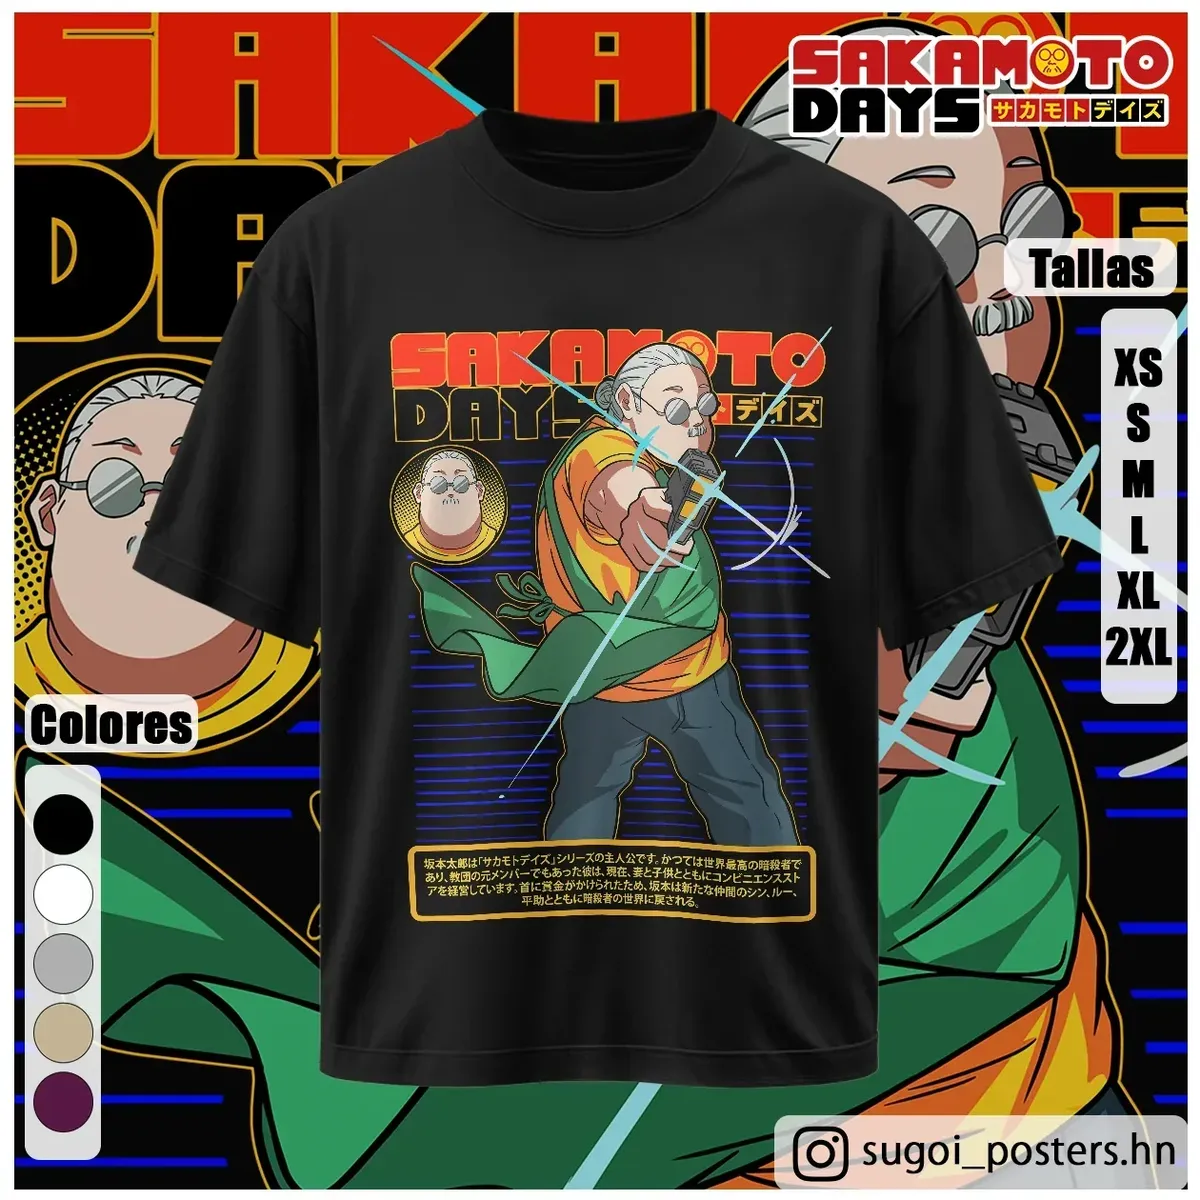 SAKAMOTO
DAYS サカモトデイズ
Tallas
XS
S
M
L
XL
2XL
Colores
SAKAMOTO
DAYS デイズ
坂本太郎は「サカモトデイズ」シリーズの主人公です。かつては世界最高の暗殺者で
あり、教団の元メンバーでもあった彼は、現在、妻と子供とともにコンビニエンススト
アを経営しています。首に賞金がかけられたため、坂本は新たな仲間のシン、ルー、
平助とともに暗殺者の世界に戻される。
sugoi_posters.hn